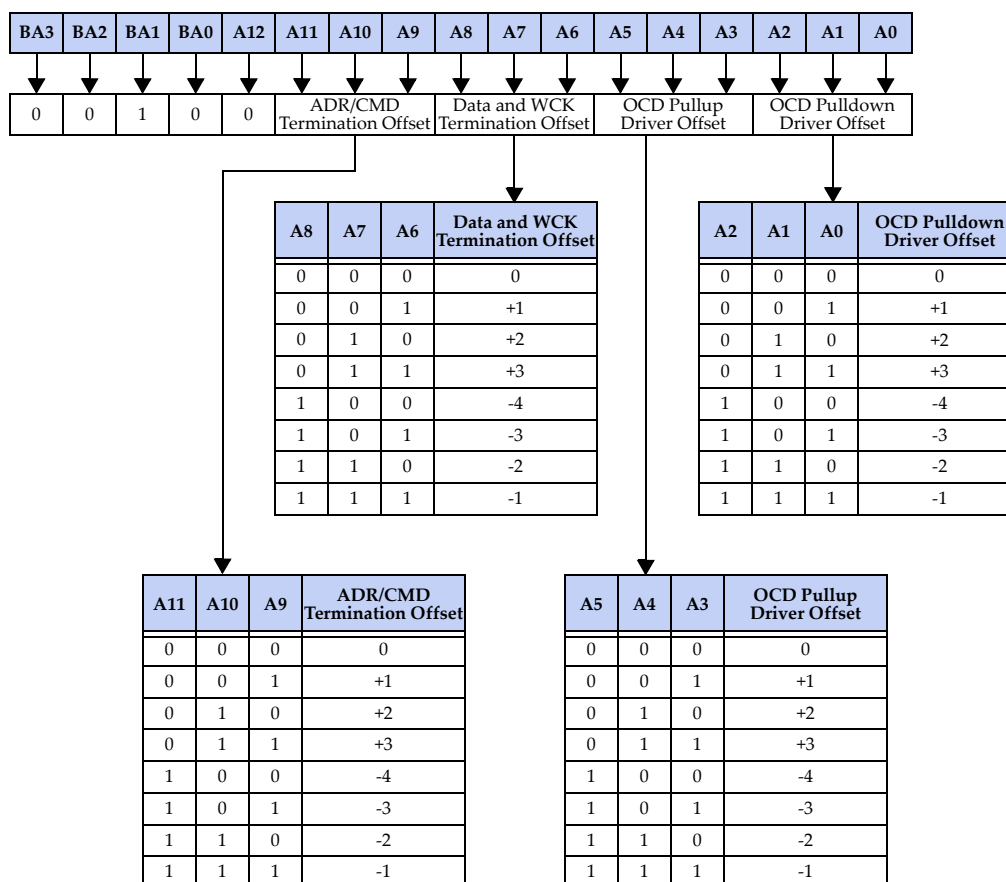 BA3 BA2 BA1 BA0 A12 A11 A10 A9 A8 A7 A6 A5 A4 A3 A2 A1 A0
0 0 1 0 0 ADR/CMD Termination Offset Data and WCK Termination Offset OCD Pullup Driver Offset OCD Pulldown Driver Offset
A8 A7 A6 Data and WCK Termination Offset
0 0 0 0
0 0 1 +1
0 1 0 +2
0 1 1 +3
1 0 0 -4
1 0 1 -3
1 1 0 -2
1 1 1 -1
A2 A1 A0 OCD Pulldown Driver Offset
0 0 0 0
0 0 1 +1
0 1 0 +2
0 1 1 +3
1 0 0 -4
1 0 1 -3
1 1 0 -2
1 1 1 -1
A11 A10 A9 ADR/CMD Termination Offset
0 0 0 0
0 0 1 +1
0 1 0 +2
0 1 1 +3
1 0 0 -4
1 0 1 -3
1 1 0 -2
1 1 1 -1
A5 A4 A3 OCD Pullup Driver Offset
0 0 0 0
0 0 1 +1
0 1 0 +2
0 1 1 +3
1 0 0 -4
1 0 1 -3
1 1 0 -2
1 1 1 -1